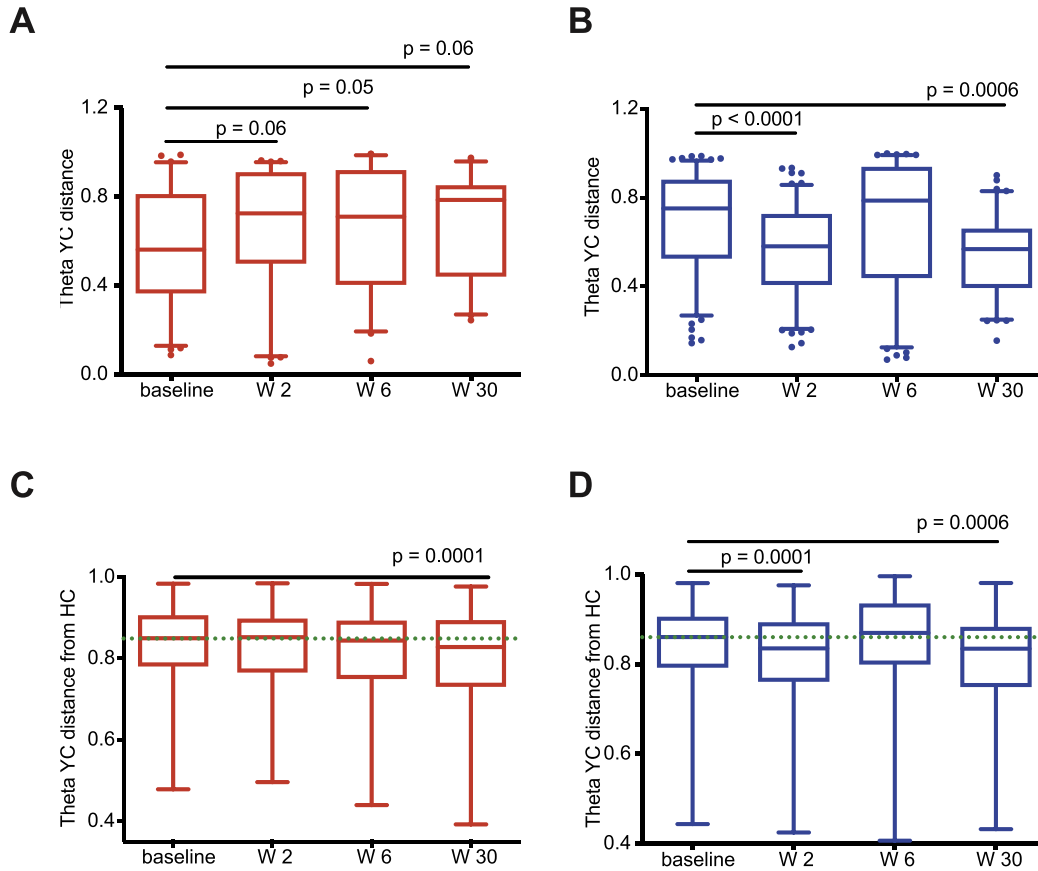 A
p = 0.06
p = 0.05
p = 0.06
Theta YC distance
1.2
0.8
0.4
0.0
baseline W 2 W 6 W 30
B
p = 0.0006
p < 0.0001
Theta YC distance
1.2
0.8
0.4
0.0
baseline W 2 W 6 W 30
C
p = 0.0001
Theta YC distance from HC
1.0
0.8
0.6
0.4
baseline W 2 W 6 W 30
D
p = 0.0006
p = 0.0001
Theta YC distance from HC
1.0
0.8
0.6
0.4
baseline W 2 W 6 W 30